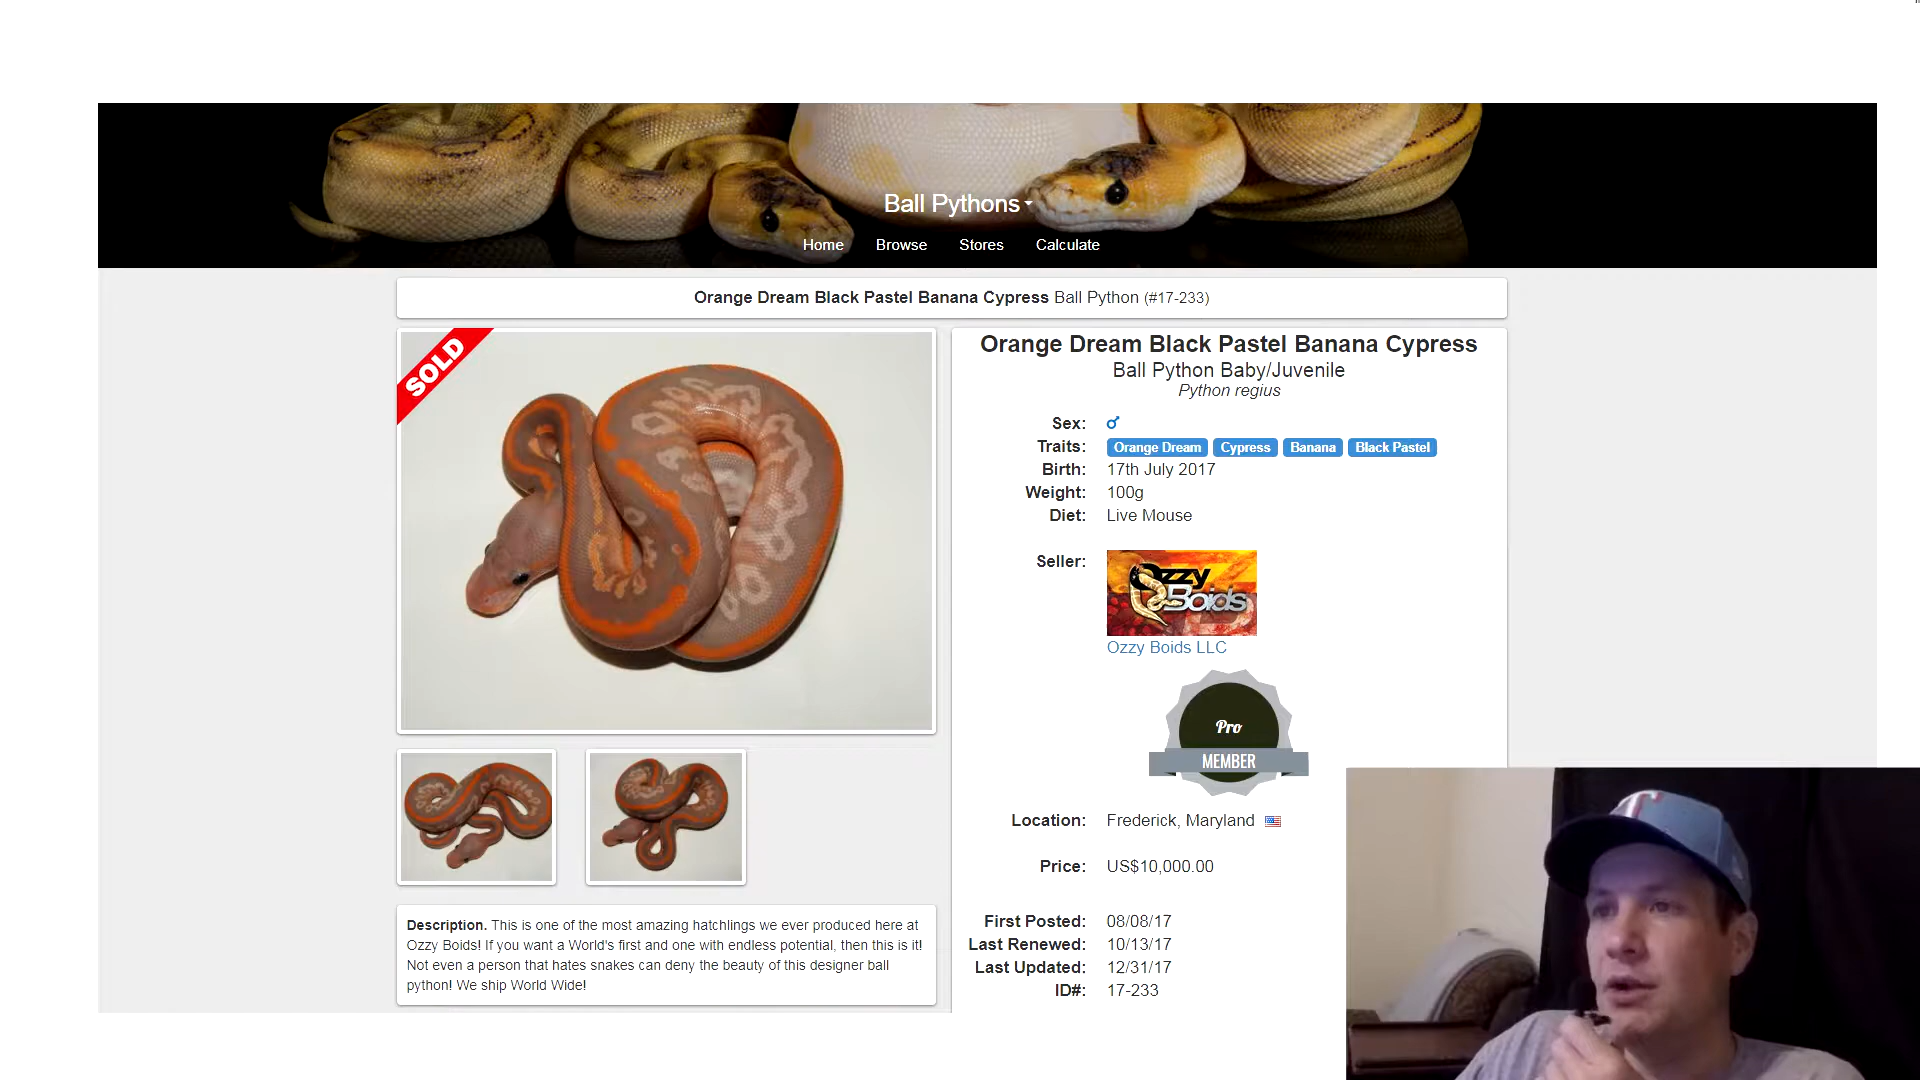 Ball Pythons
Home Browse Stores Calculate
Orange Dream Black Pastel Banana Cypress Ball Python (#17-233)
SOLD
Orange Dream Black Pastel Banana Cypress
Ball Python Baby/Juvenile
Python regius
Sex: ♂
Traits: Orange Dream Cypress Banana Black Pastel
Birth: 17th July 2017
Weight: 100g
Diet: Live Mouse
Seller:
Ozzy
Boids
Ozzy Boids LLC
Pro
MEMBER
Location: Frederick, Maryland
Price: US$10,000.00
First Posted: 08/08/17
Last Renewed: 10/13/17
Last Updated: 12/31/17
ID#: 17-233
Description. This is one of the most amazing hatchlings we ever produced here at
Ozzy Boids! If you want a World's first and one with endless potential, then this is it!
Not even a person that hates snakes can deny the beauty of this designer ball
python! We ship World Wide!